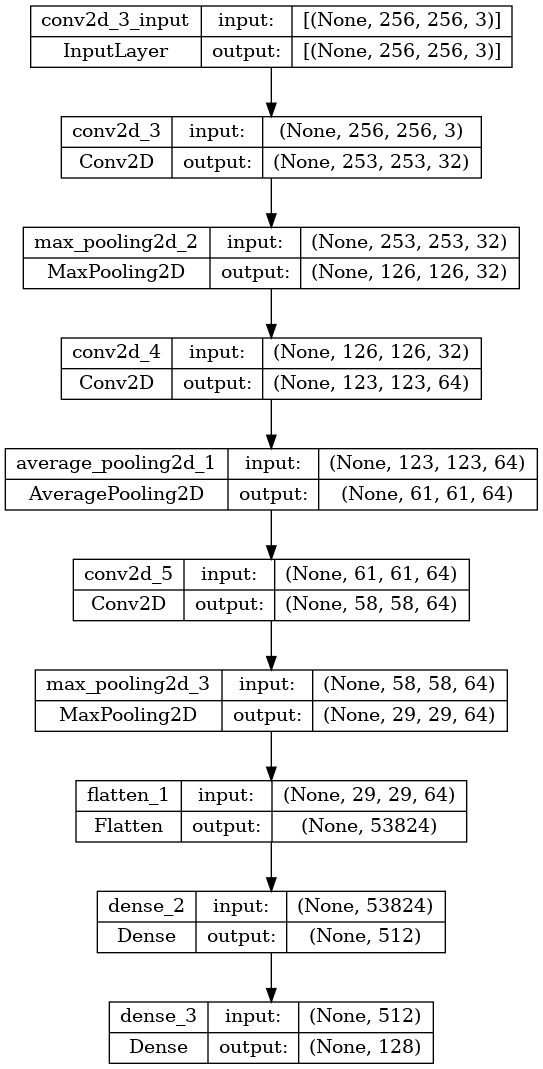 conv2d_3_input input: [(None, 256, 256, 3)]
InputLayer output: [(None, 256, 256, 3)]
conv2d_3 input: (None, 256, 256, 3)
Conv2D output: (None, 253, 253, 32)
max_pooling2d_2 input: (None, 253, 253, 32)
MaxPooling2D output: (None, 126, 126, 32)
conv2d_4 input: (None, 126, 126, 32)
Conv2D output: (None, 123, 123, 64)
average_pooling2d_1 input: (None, 123, 123, 64)
AveragePooling2D output: (None, 61, 61, 64)
conv2d_5 input: (None, 61, 61, 64)
Conv2D output: (None, 58, 58, 64)
max_pooling2d_3 input: (None, 58, 58, 64)
MaxPooling2D output: (None, 29, 29, 64)
flatten_1 input: (None, 29, 29, 64)
Flatten output: (None, 53824)
dense_2 input: (None, 53824)
Dense output: (None, 512)
dense_3 input: (None, 512)
Dense output: (None, 128)